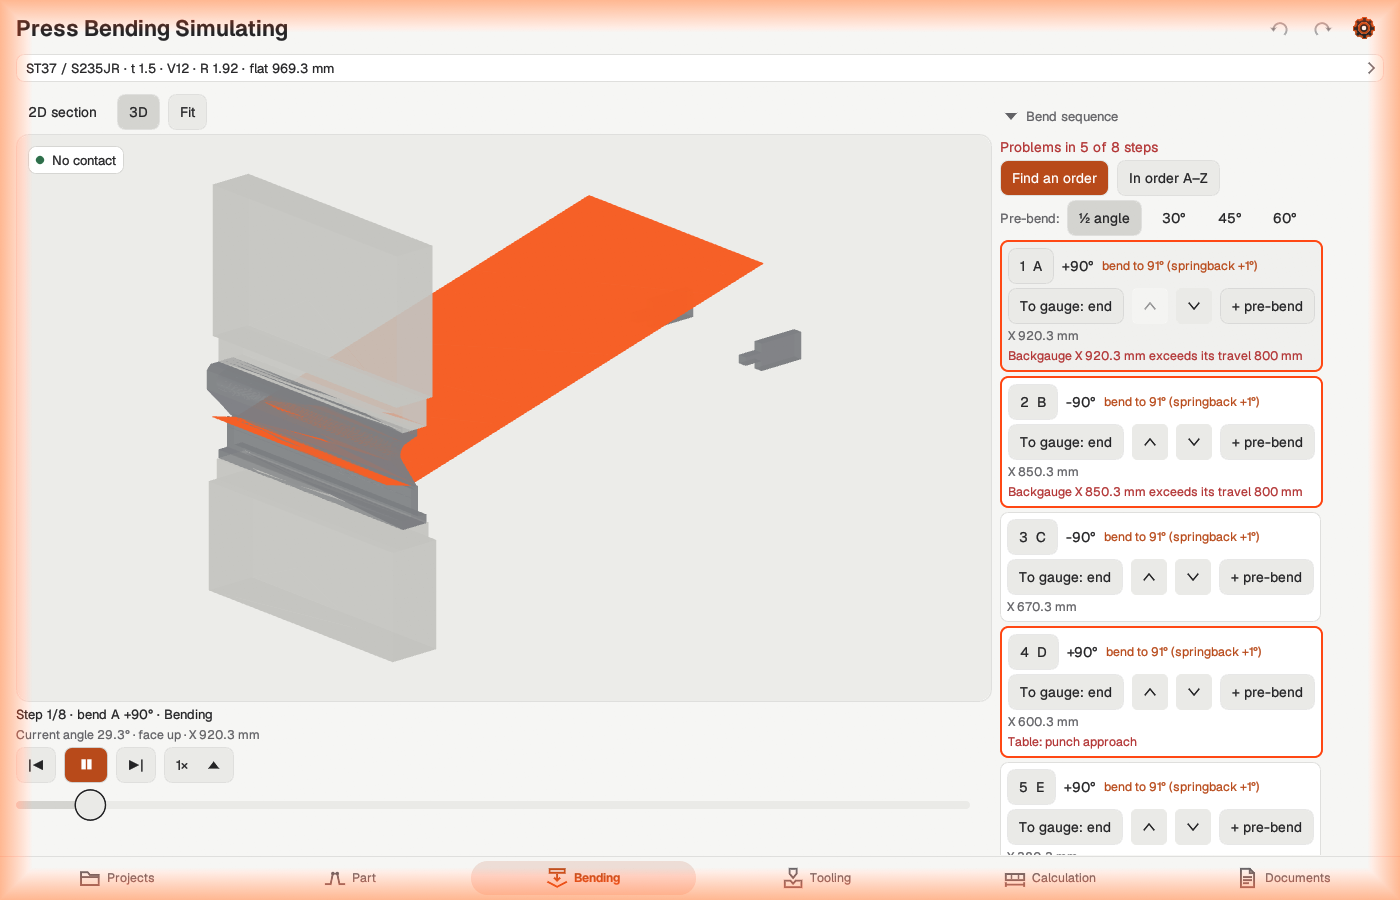 Press Bending Simulating
ST37 / S235JR · t 1.5 · V12 · R 1.92 · flat 969.3 mm
2D section 3D Fit
No contact
Step 1/8 · bend A +90° · Bending
Current angle 29.3° · face up · X 920.3 mm
1×
Bend sequence
Problems in 5 of 8 steps
Find an order In order A–Z
Pre-bend: ½ angle 30° 45° 60°
1 A +90° bend to 91° (springback +1°)
To gauge: end + pre-bend
X 920.3 mm
Backgauge X 920.3 mm exceeds its travel 800 mm
2 B -90° bend to 91° (springback +1°)
To gauge: end + pre-bend
X 850.3 mm
Backgauge X 850.3 mm exceeds its travel 800 mm
3 C -90° bend to 91° (springback +1°)
To gauge: end + pre-bend
X 670.3 mm
4 D +90° bend to 91° (springback +1°)
To gauge: end + pre-bend
X 600.3 mm
Table: punch approach
5 E +90° bend to 91° (springback +1°)
To gauge: end + pre-bend
Projects Part Bending Tooling Calculation Documents